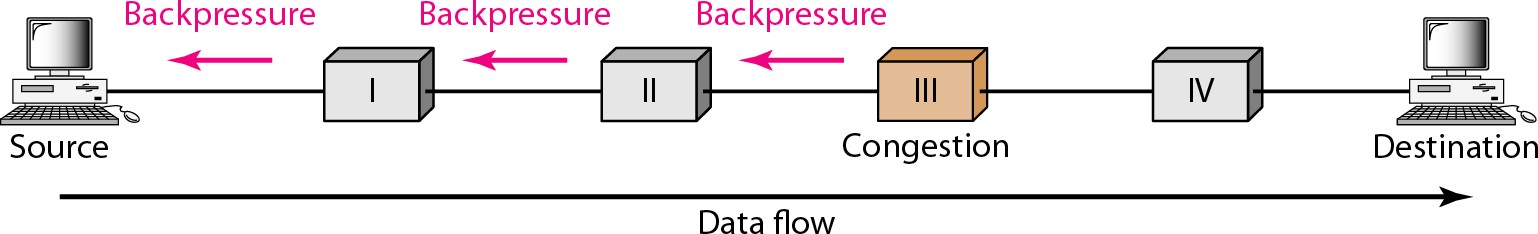 Backpressure Backpressure Backpressure
I II III IV
Source Congestion Destination
Data flow